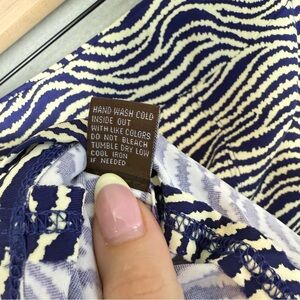 HAND WASH COLD
INSIDE OUT
WITH LIKE COLORS
DO NOT BLEACH
TUMBLE DRY LOW
COOL IRON
IF NEEDED